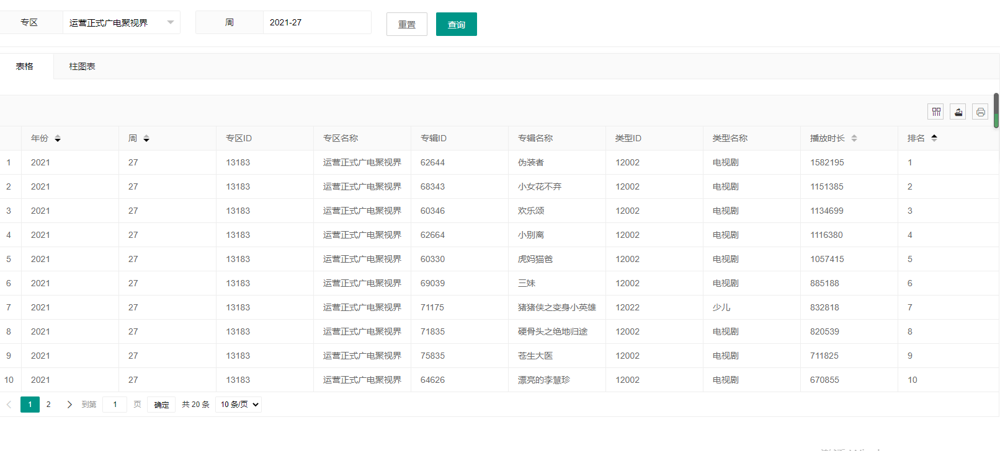 专区 运营正式广电聚视界 周 2021-27 重置 查询
表格 柱图表
年份 周 专区ID 专区名称 专辑ID 专辑名称 类型ID 类型名称 播放时长 排名
1 2021 27 13183 运营正式广电聚视界 62644 伪装者 12002 电视剧 1582195 1
2 2021 27 13183 运营正式广电聚视界 68343 小女花不弃 12002 电视剧 1151385 2
3 2021 27 13183 运营正式广电聚视界 60346 欢乐颂 12002 电视剧 1134699 3
4 2021 27 13183 运营正式广电聚视界 62664 小别离 12002 电视剧 1116380 4
5 2021 27 13183 运营正式广电聚视界 60330 虎妈猫爸 12002 电视剧 1057415 5
6 2021 27 13183 运营正式广电聚视界 69039 三妹 12002 电视剧 885188 6
7 2021 27 13183 运营正式广电聚视界 71175 猪猪侠之变身小英雄 12022 少儿 832818 7
8 2021 27 13183 运营正式广电聚视界 71835 硬骨头之绝地归途 12002 电视剧 820539 8
9 2021 27 13183 运营正式广电聚视界 75835 苍生大医 12002 电视剧 711825 9
10 2021 27 13183 运营正式广电聚视界 64626 漂亮的李慧珍 12002 电视剧 670855 10
1 2 到第 1 页 确定 共 20 条 10 条/页